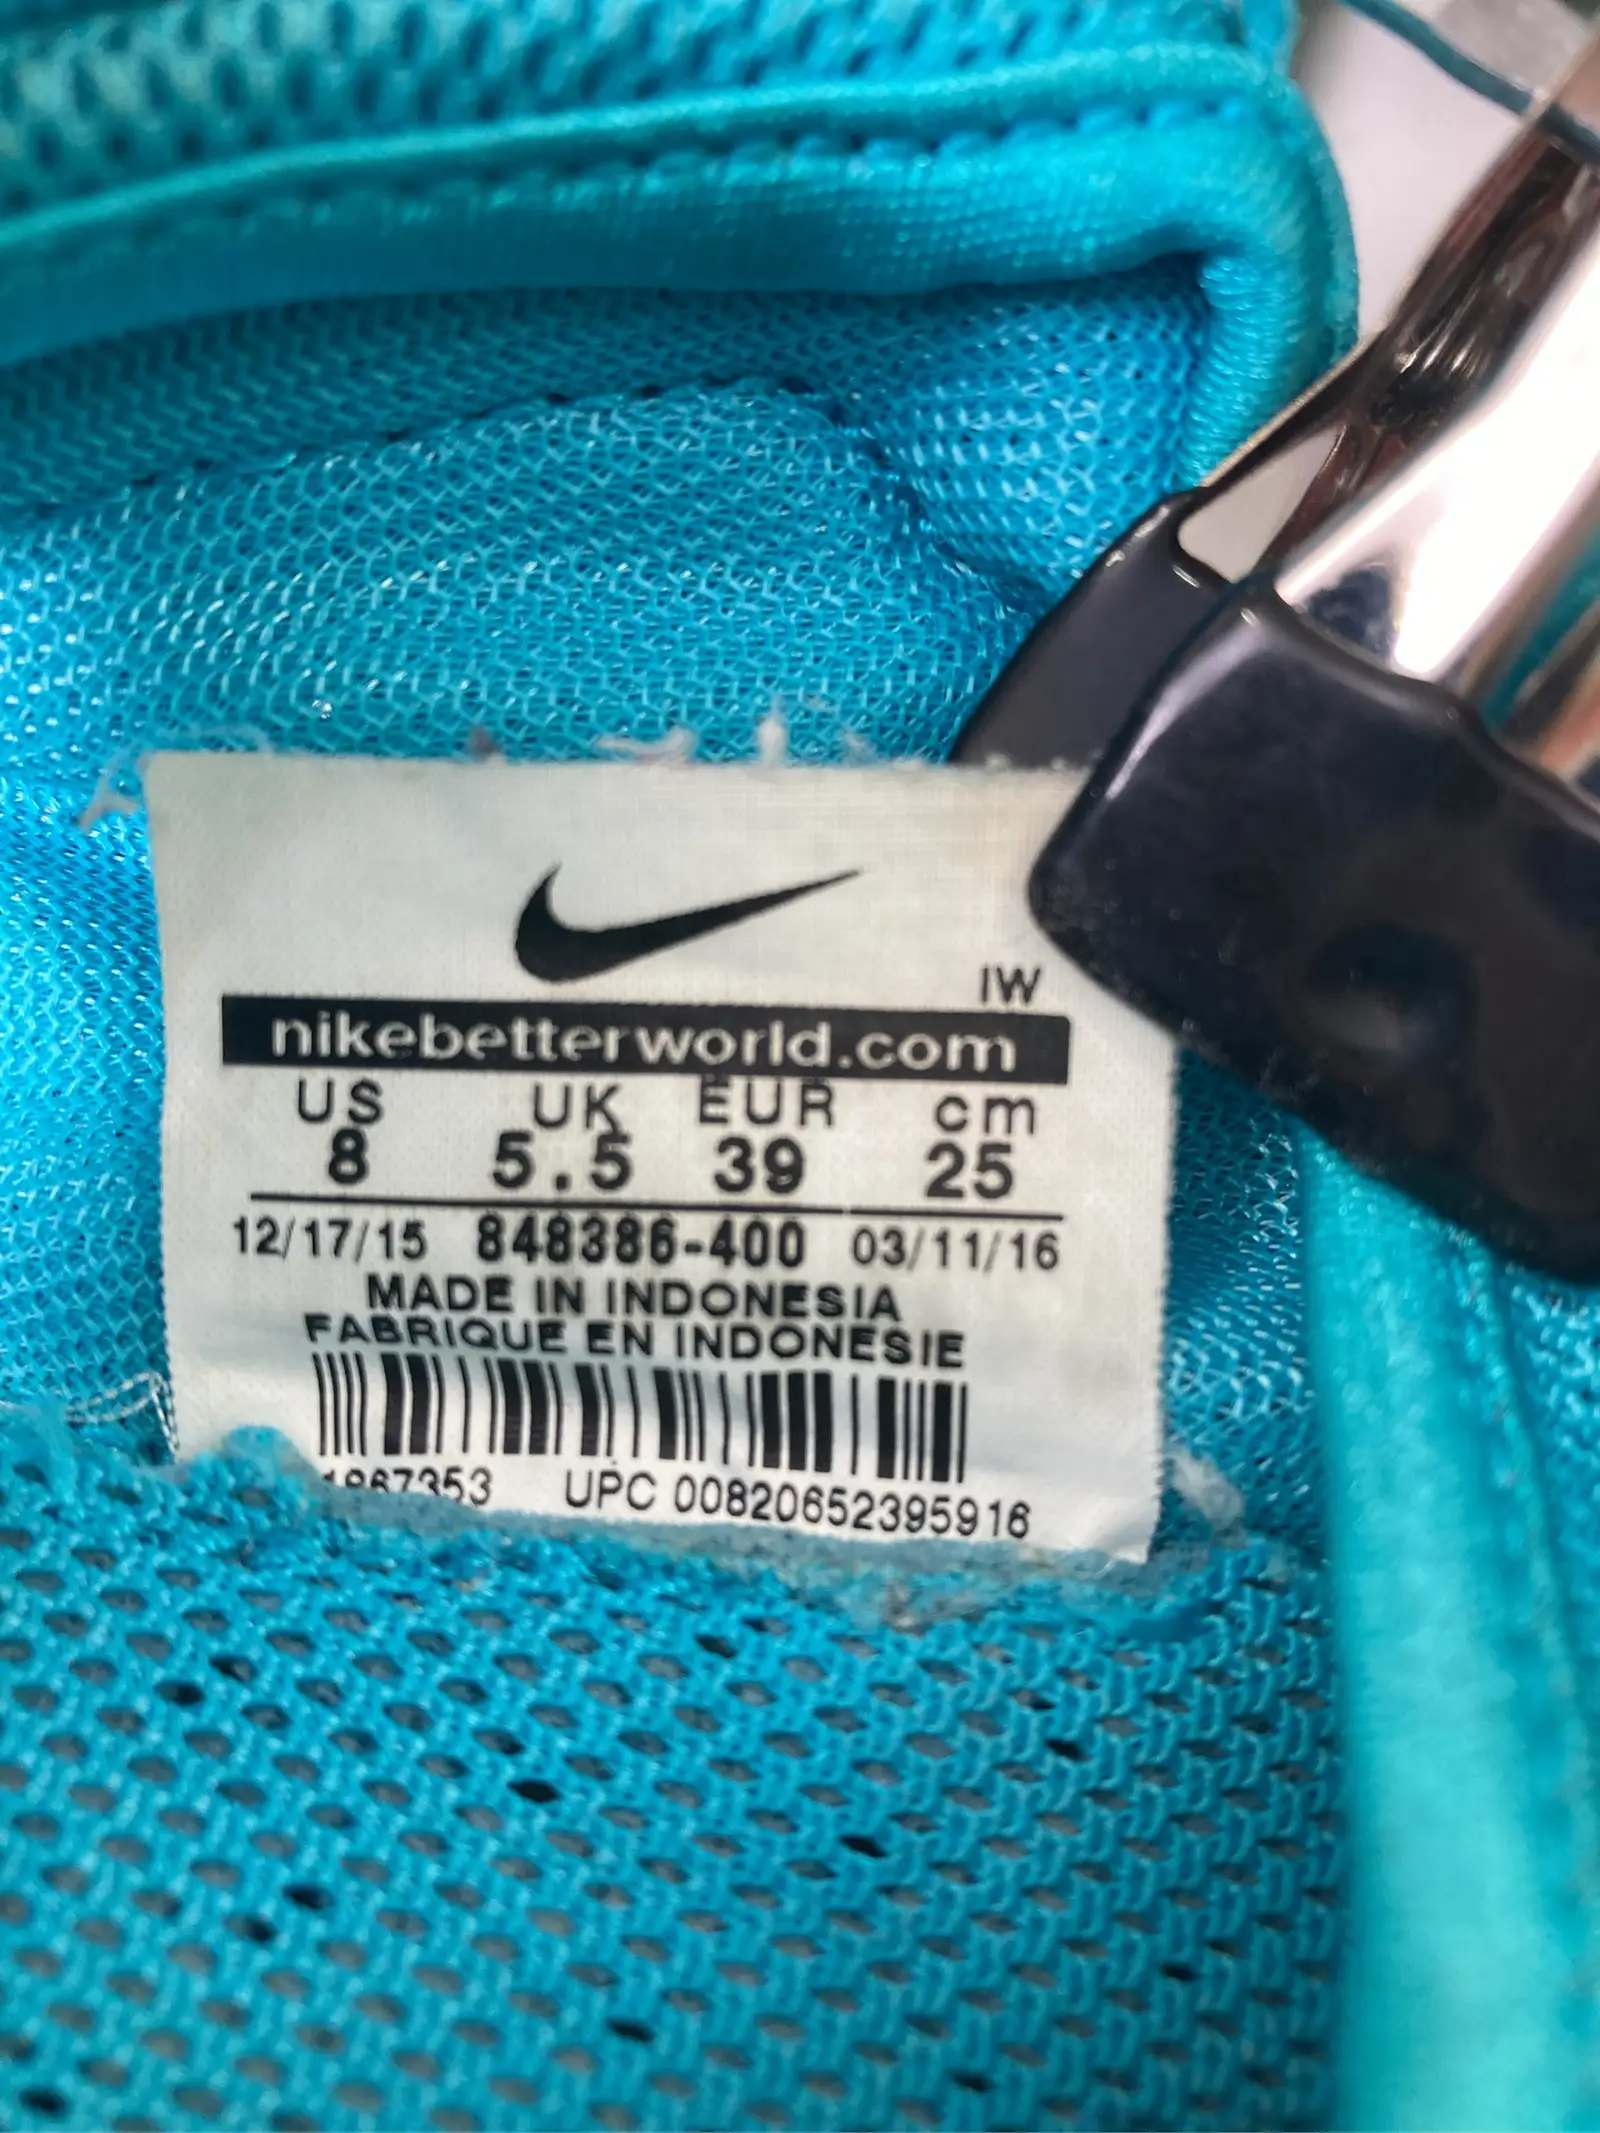 IW
nikebetterworld.com
US UK EUR cm
8 5.5 39 25
12/17/15 848386-400 03/11/16
MADE IN INDONESIA
FABRIQUE EN INDONESIE
UPC 00820652395916